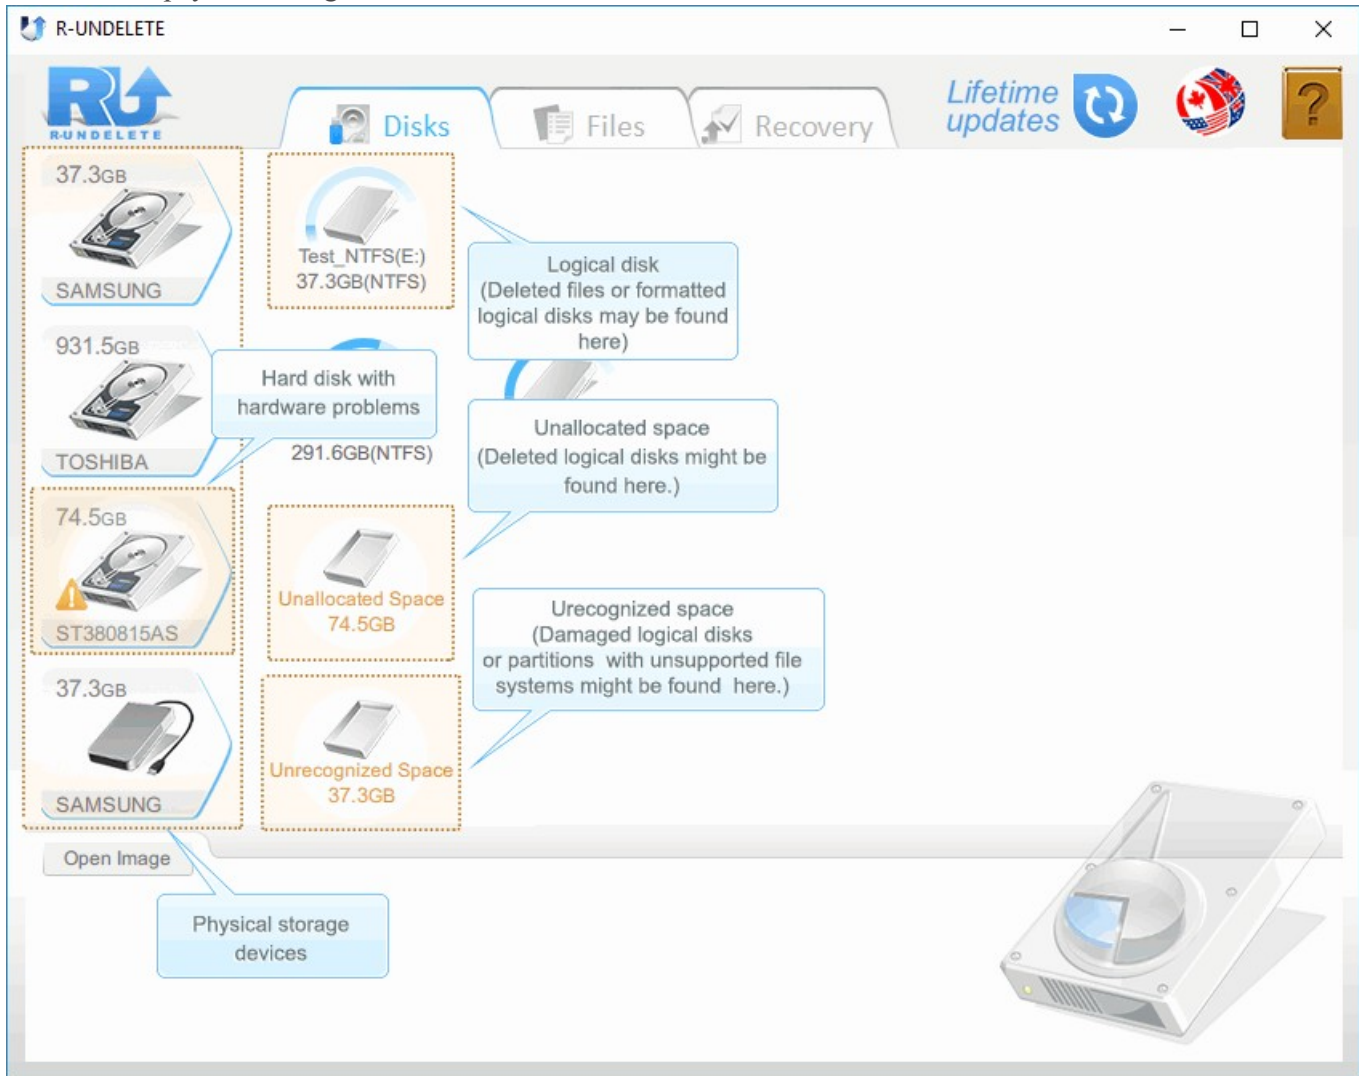 R-UNDELETE
RU
R-UNDELETE
Disks
Files
Recovery
Lifetime
updates
?
37.3GB
SAMSUNG
Test_NTFS(E:)
37.3GB(NTFS)
Logical disk
(Deleted files or formatted
logical disks may be found
here)
931.5GB
TOSHIBA
Hard disk with
hardware problems
291.6GB(NTFS)
Unallocated space
(Deleted logical disks might be
found here.)
74.5GB
ST380815AS
Unallocated Space
74.5GB
Urecognized space
(Damaged logical disks
or partitions with unsupported file
systems might be found here.)
37.3GB
SAMSUNG
Unrecognized Space
37.3GB
Open Image
Physical storage
devices